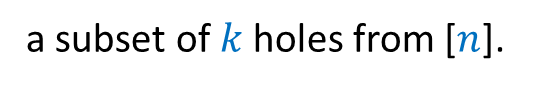 a subset of k holes from [n].